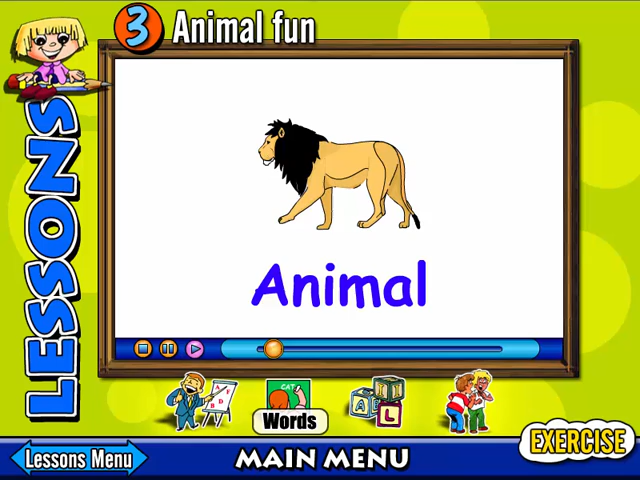 3 Animal fun
LESSONS
Animal
CAT
Words
Lessons Menu
MAIN MENU
EXERCISE